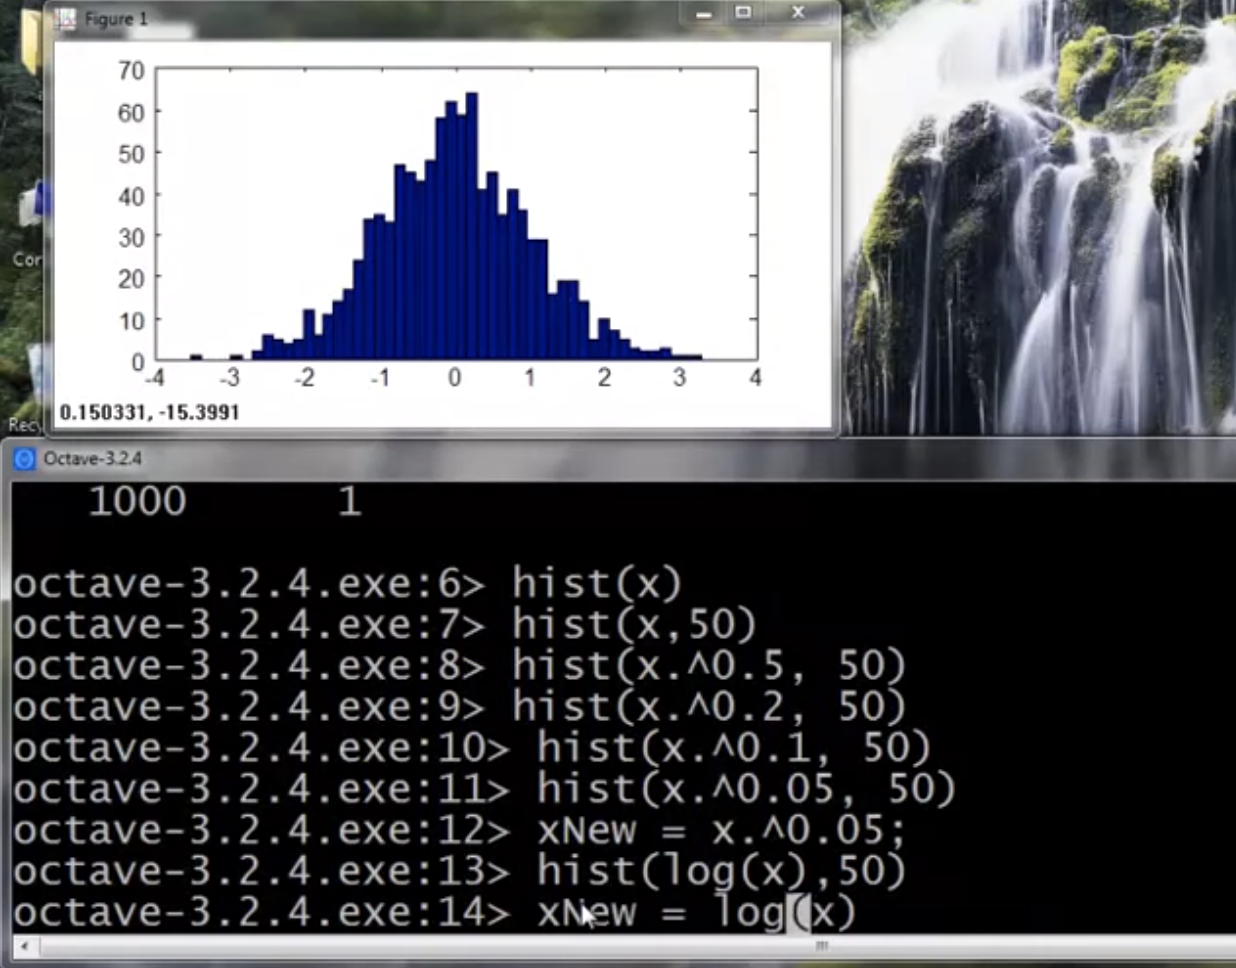 Figure 1
70
60
50
40
30
20
10
0
-4 -3 -2 -1 0 1 2 3 4
0.150331, -15.3991
Cor
Recy
Octave-3.2.4
1000 1
octave-3.2.4.exe:6> hist(x)
octave-3.2.4.exe:7> hist(x,50)
octave-3.2.4.exe:8> hist(x.^0.5, 50)
octave-3.2.4.exe:9> hist(x.^0.2, 50)
octave-3.2.4.exe:10> hist(x.^0.1, 50)
octave-3.2.4.exe:11> hist(x.^0.05, 50)
octave-3.2.4.exe:12> xNew = x.^0.05;
octave-3.2.4.exe:13> hist(log(x),50)
octave-3.2.4.exe:14> xNew = log(x)